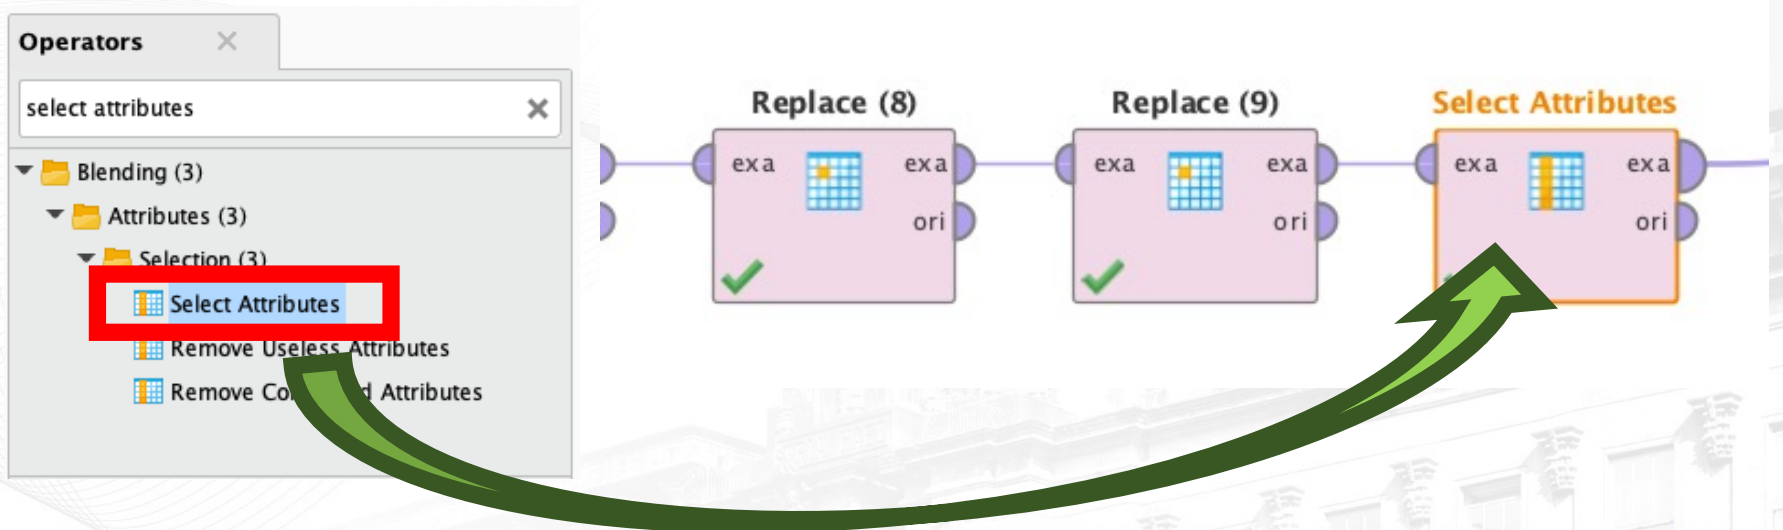 Operators
select attributes
Blending (3)
Attributes (3)
Selection (3)
Select Attributes
Remove Useless Attributes
Remove Attributes
Replace (8)
exa exa
ori
Replace (9)
exa exa
ori
Select Attributes
exa exa
ori